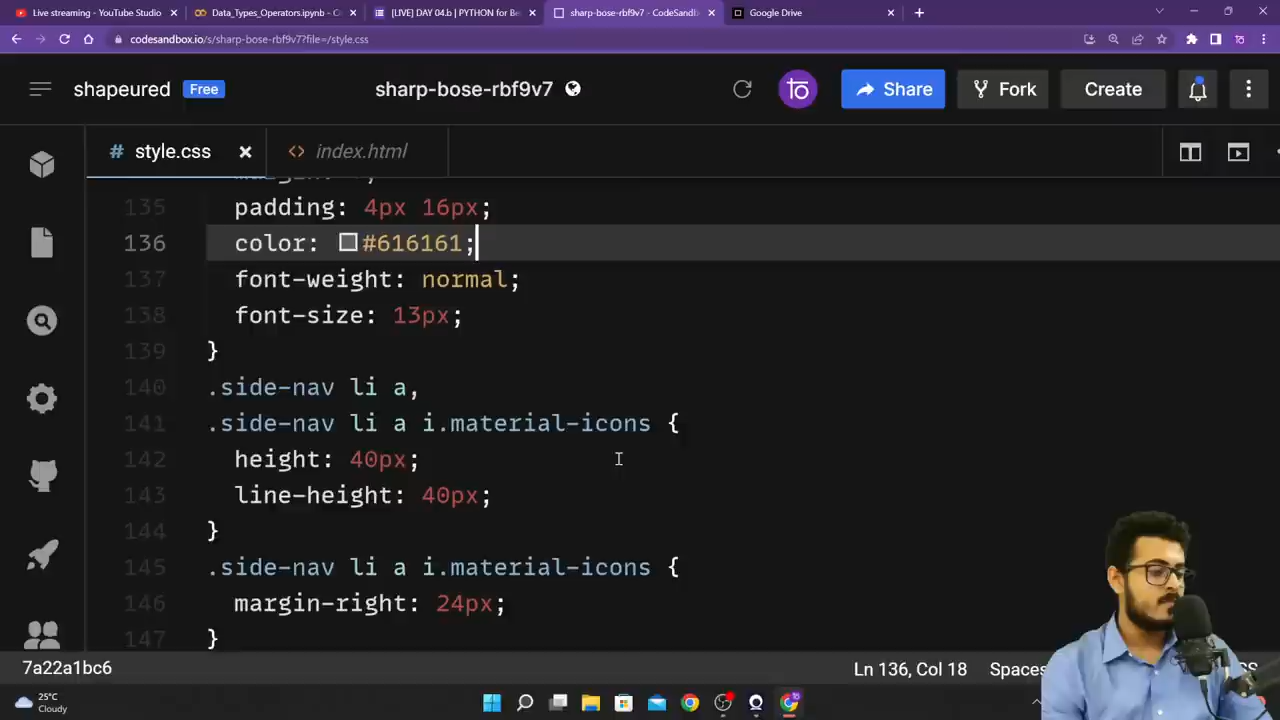 Live streaming - YouTube Studio
Data_Types_Operators.ipynb - C
[LIVE] DAY 04.b | PYTHON for Be
sharp-bose-rbf9v7 - CodeSandb
Google Drive
codesandbox.io/s/sharp-bose-rbf9v7?file=/style.css
shapeured Free
sharp-bose-rbf9v7
Share
Fork
Create
# style.css
<> index.html
135 padding: 4px 16px;
136 color: #616161;
137 font-weight: normal;
138 font-size: 13px;
139 }
140 .side-nav li a,
141 .side-nav li a i.material-icons {
142 height: 40px;
143 line-height: 40px;
144 }
145 .side-nav li a i.material-icons {
146 margin-right: 24px;
147 }
7a22a1bc6
Ln 136, Col 18
Spaces
25°C
Cloudy